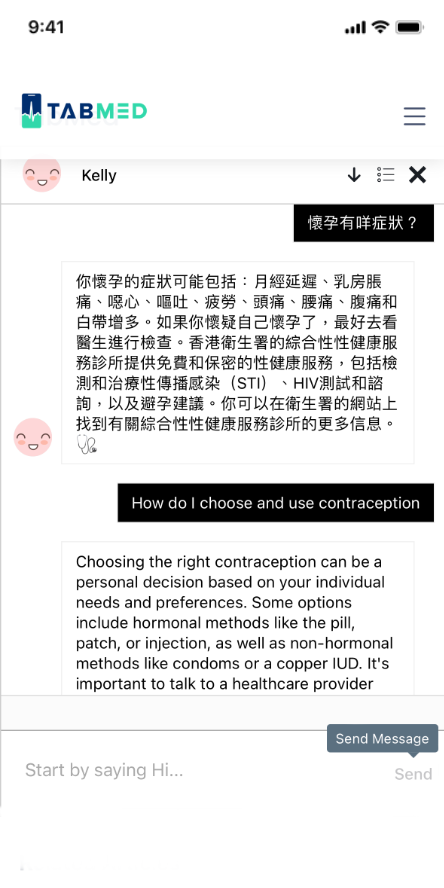 9:41
TABMED
Kelly
懷孕有咩症狀？
你懷孕的症狀可能包括：月經延遲、乳房脹
痛、噁心、嘔吐、疲勞、頭痛、腰痛、腹痛和
白帶增多。如果你懷疑自己懷孕了，最好去看
醫生進行檢查。香港衛生署的綜合性性健康服
務診所提供免費和保密的性健康服務，包括檢
測和治療性傳播感染（STI）、HIV測試和諮
詢，以及避孕建議。你可以在衛生署的網站上
找到有關綜合性性健康服務診所的更多信息。
How do I choose and use contraception
Choosing the right contraception can be a
personal decision based on your individual
needs and preferences. Some options
include hormonal methods like the pill,
patch, or injection, as well as non-hormonal
methods like condoms or a copper IUD. It's
important to talk to a healthcare provider
Send Message
Start by saying Hi...
Send